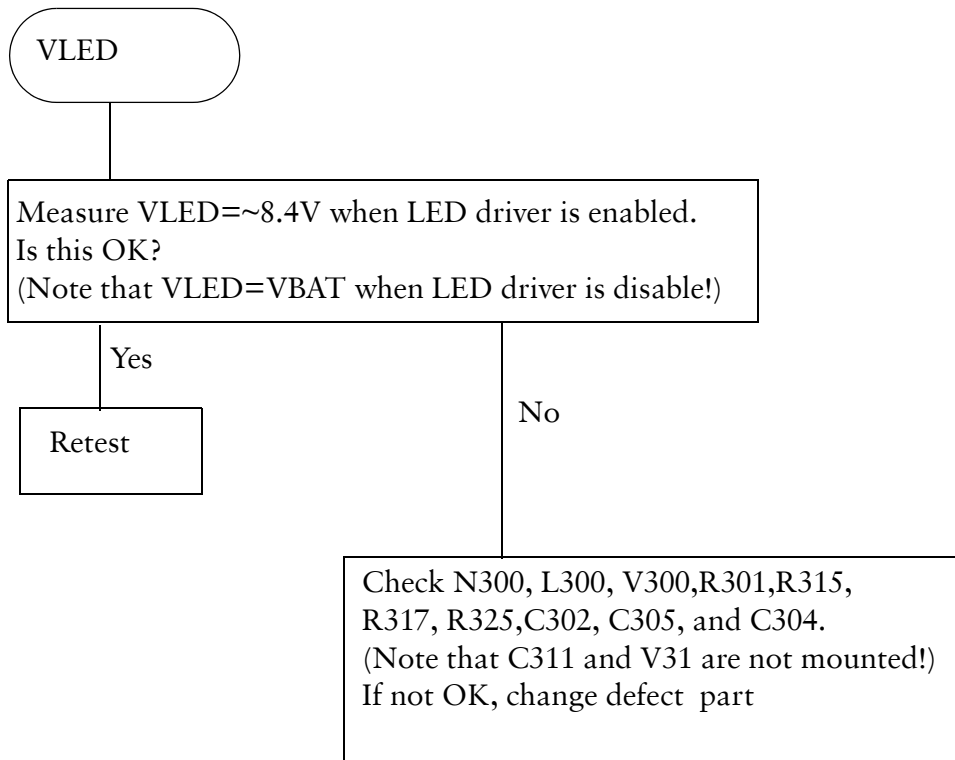 VLED
Measure VLED=~8.4V when LED driver is enabled.
Is this OK?
(Note that VLED=VBAT when LED driver is disable!)
Yes
No
Retest
Check N300, L300, V300,R301,R315,
R317, R325,C302, C305, and C304.
(Note that C311 and V31 are not mounted!)
If not OK, change defect  part